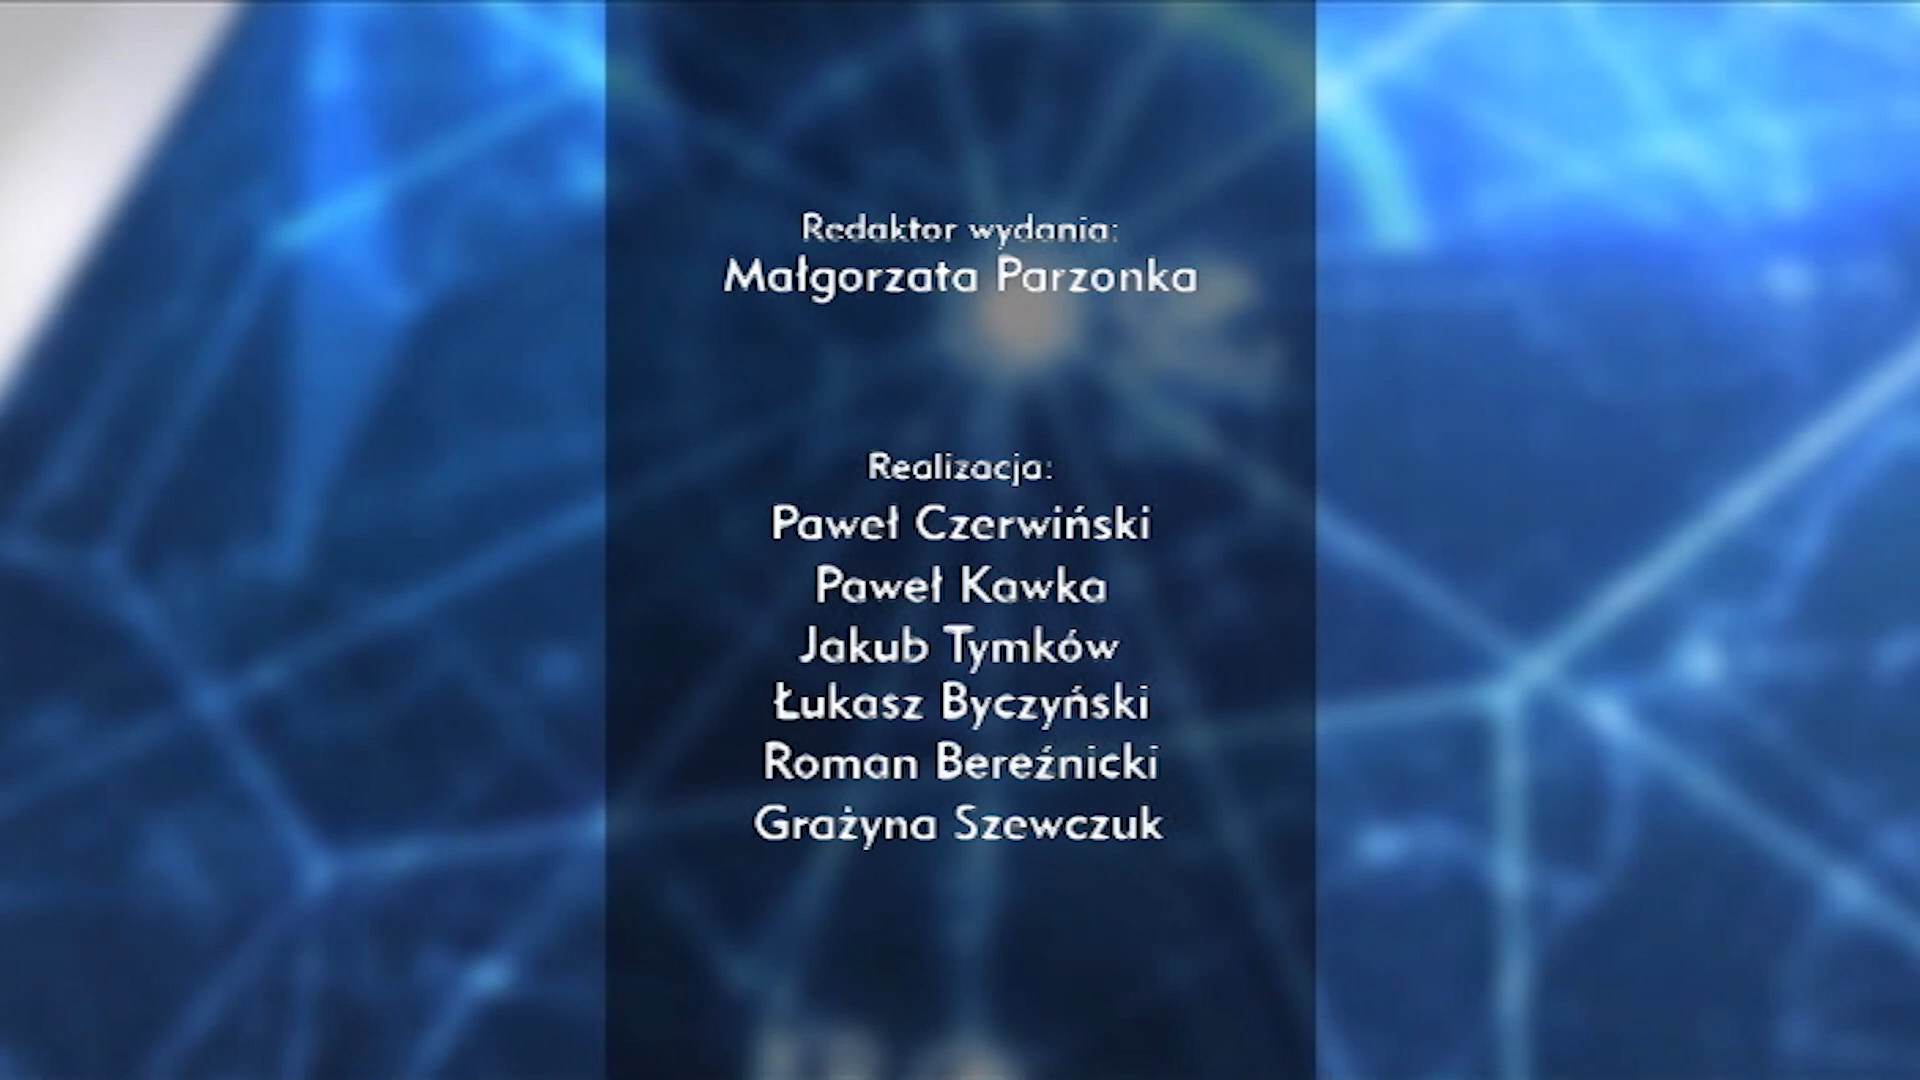 Redaktor wydania:
Małgorzata Parzonka
Realizacja:
Paweł Czerwiński
Paweł Kawka
Jakub Tymków
Łukasz Byczyński
Roman Bereźnicki
Grażyna Szewczuk